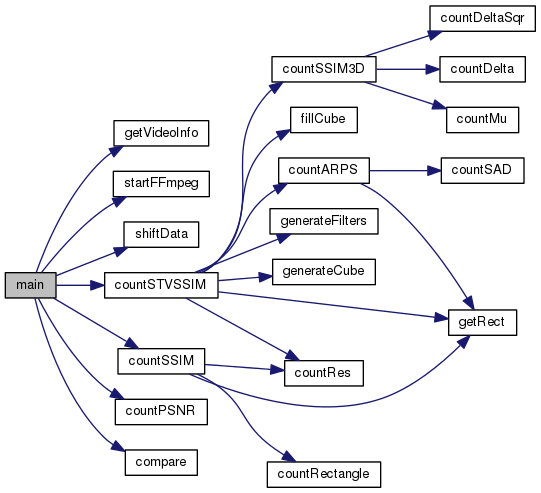 countDeltaSqr
countSSIM3D
countDelta
fillCube
countMu
getVideoInfo
countARPS
countSAD
startFFmpeg
generateFilters
shiftData
generateCube
main
countSTVSSIM
getRect
countSSIM
countRes
countPSNR
compare
countRectangle